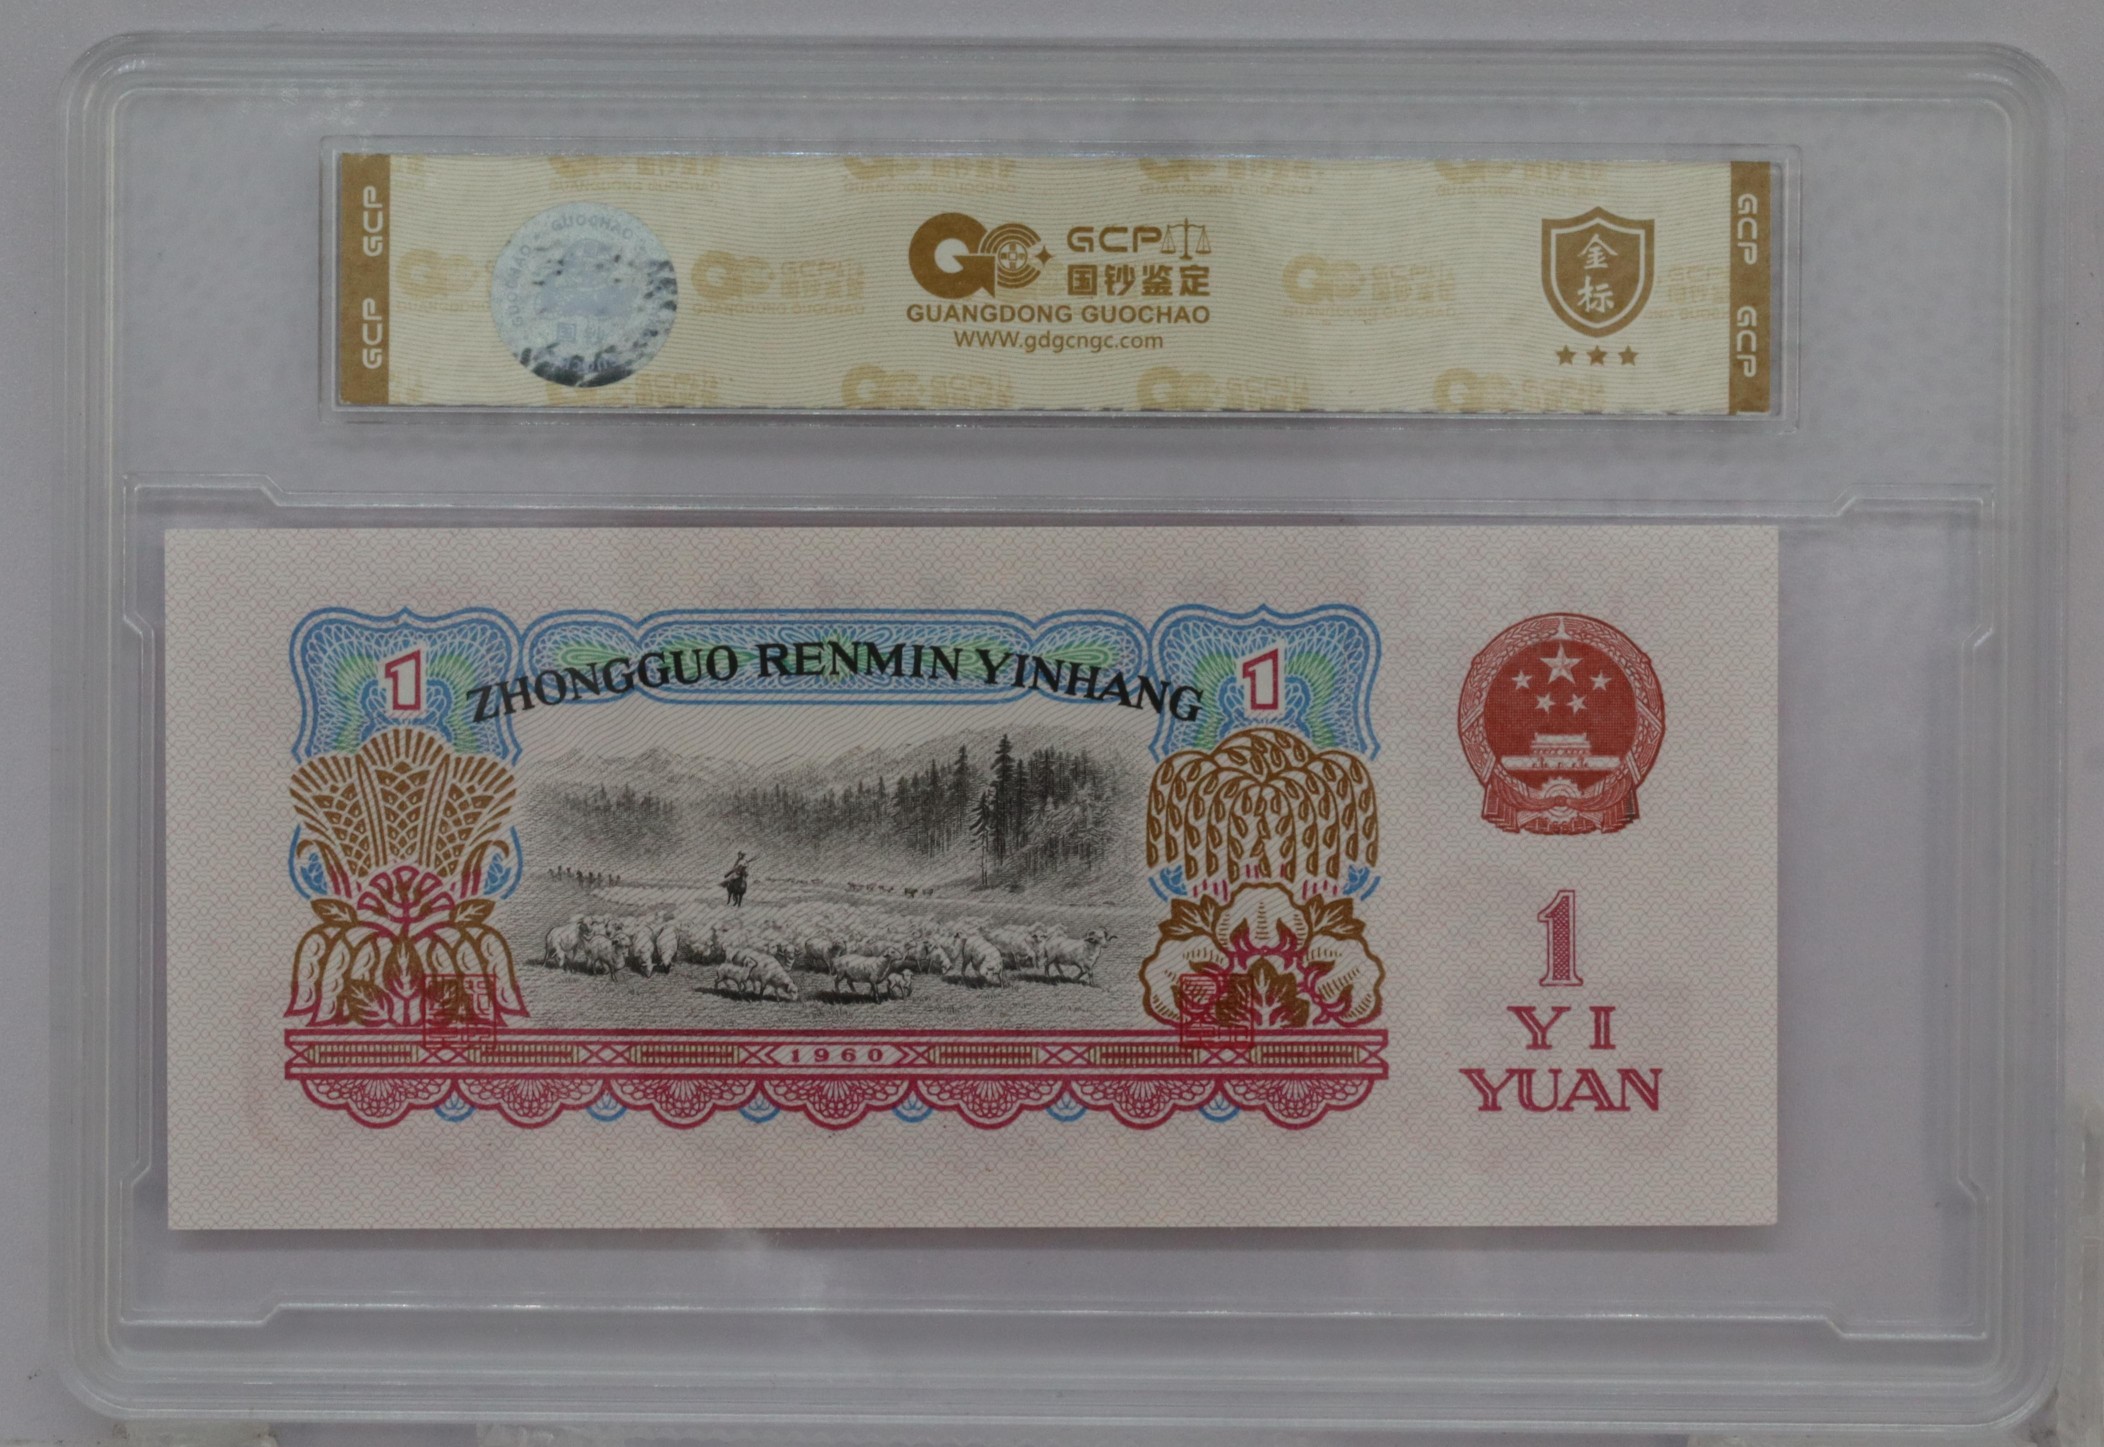 GCP GCP
GCP
国钞鉴定
GUANGDONG GUOCHAO
WWW.gdgcngc.com
金标
GCP GCP
1
ZHONGGUO RENMIN YINHANG
1
1960
1
YI
YUAN